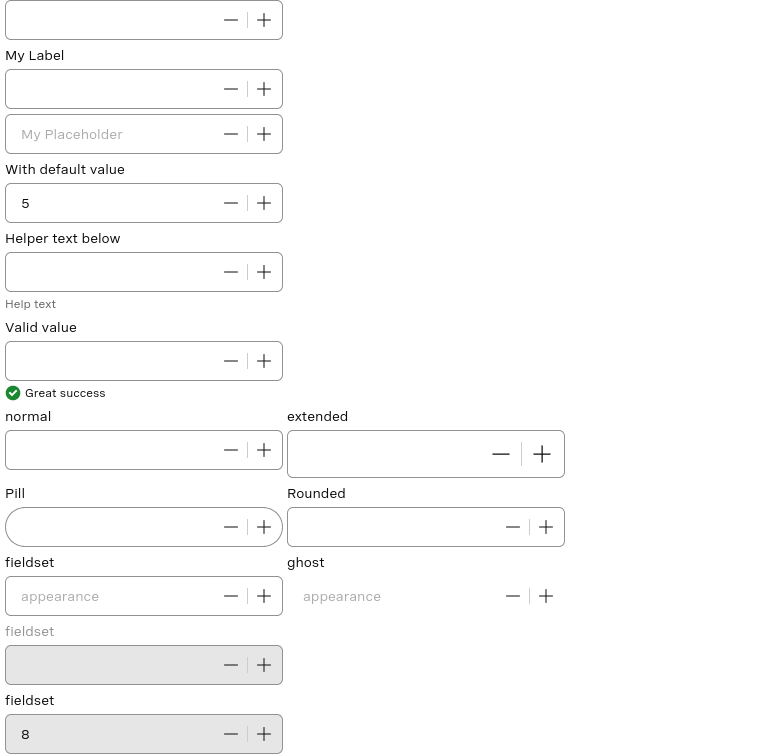 My Label
My Placeholder
With default value
5
Helper text below
Help text
Valid value
Great success
normal
extended
Pill
Rounded
fieldset
ghost
appearance
appearance
fieldset
fieldset
8